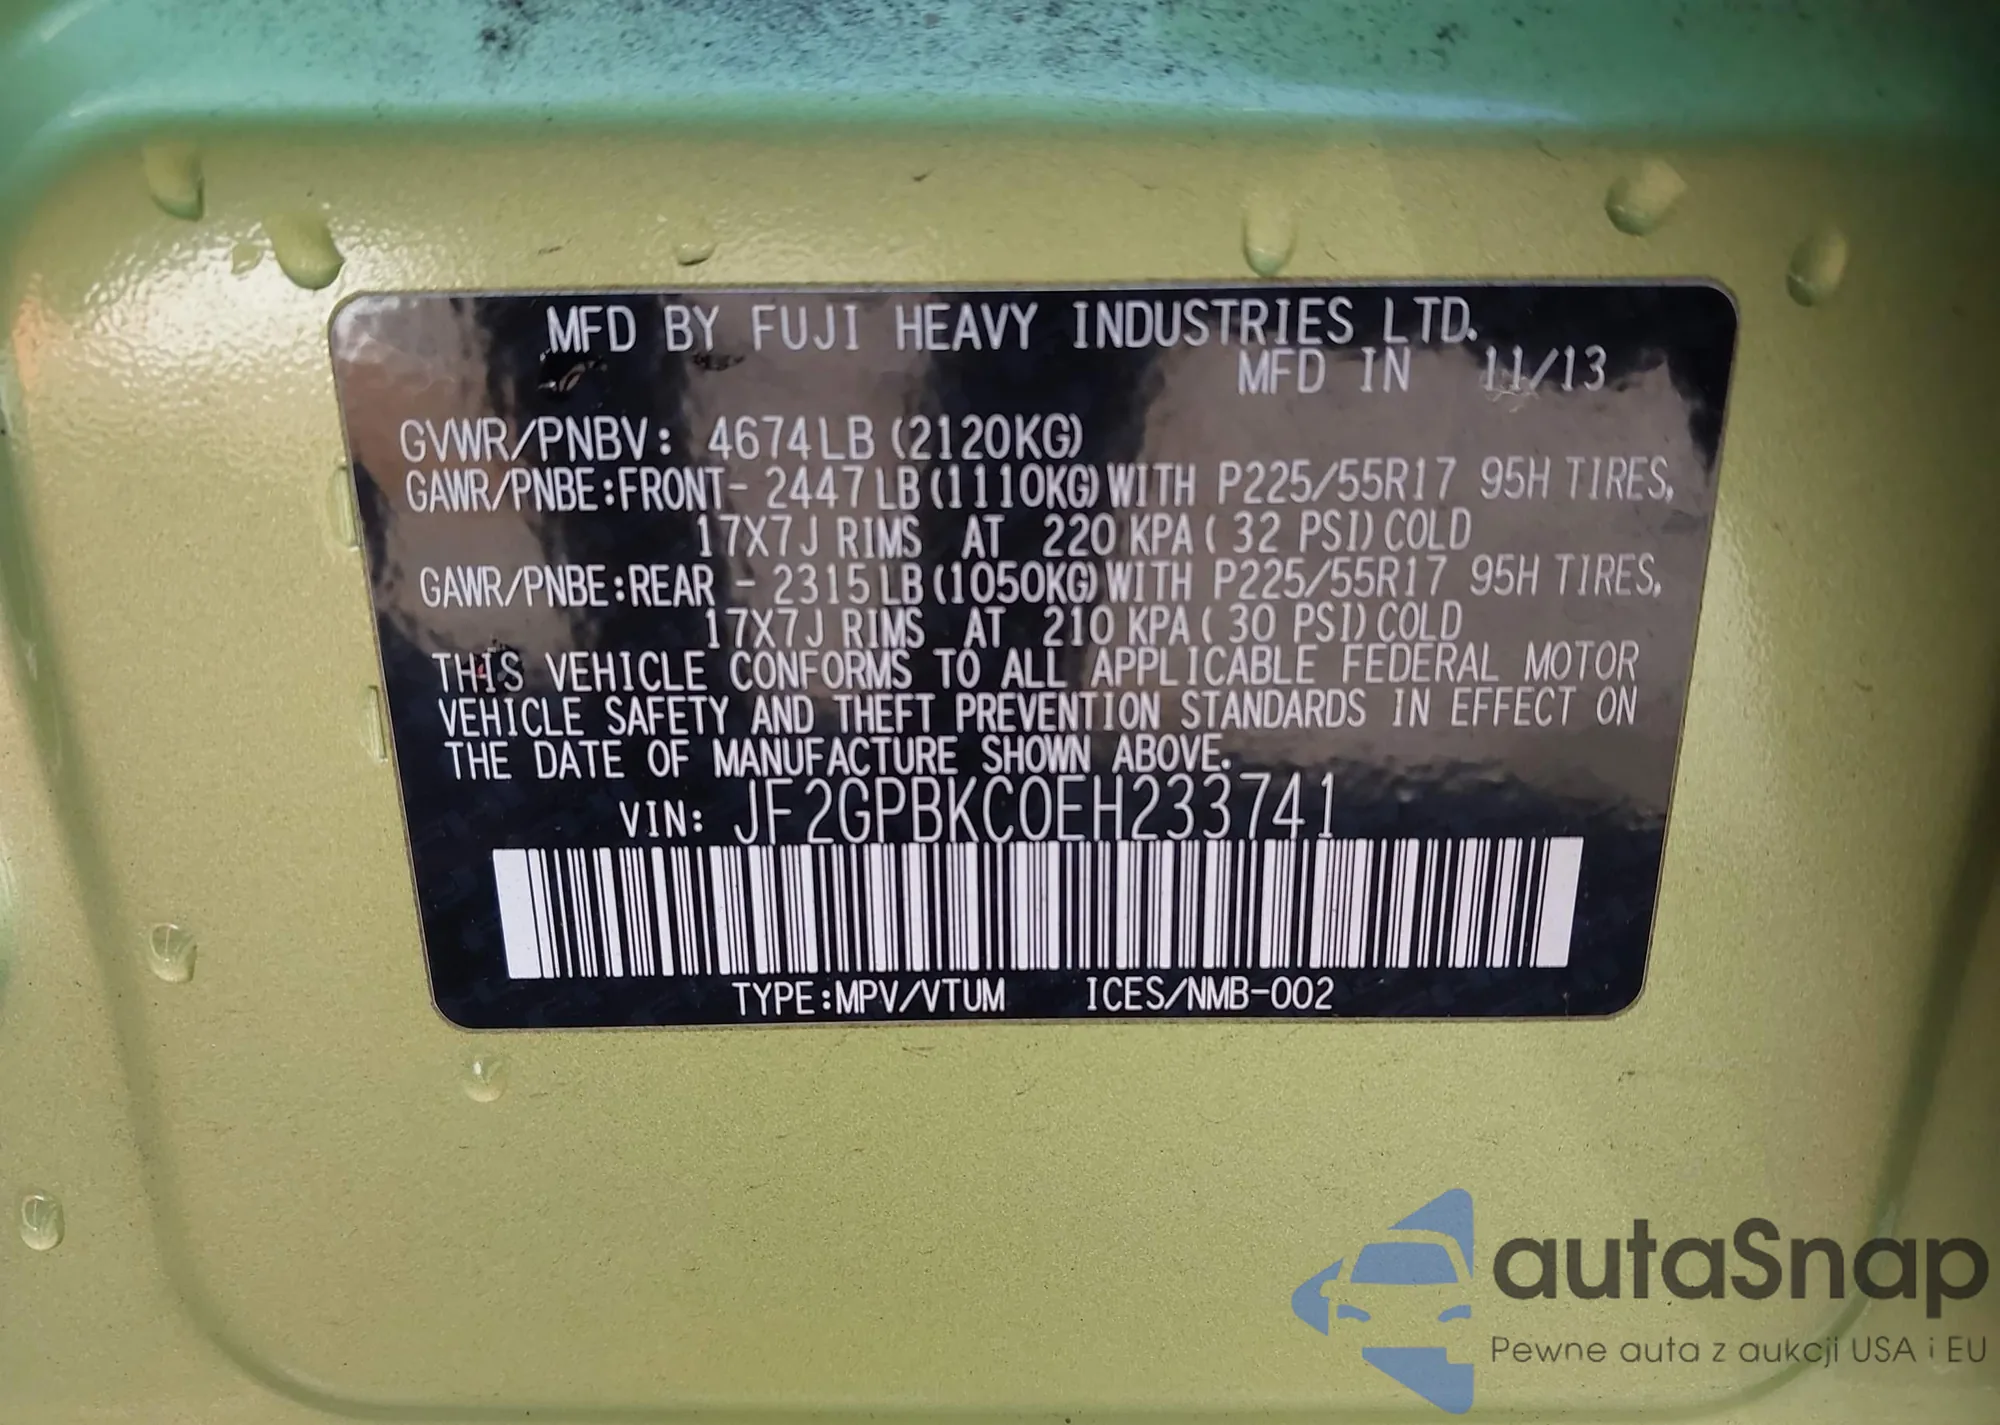 MFD BY FUJI HEAVY INDUSTRIES LTD.
MFD IN 11/13
GVWR/PNBV: 4674LB (2120KG)
GAWR/PNBE:FRONT- 2447LB(1110KG)WITH P225/55R17 95H TIRES,
17X7J RIMS AT 220 KPA( 32 PSI)COLD
GAWR/PNBE:REAR - 2315LB(1050KG)WITH P225/55R17 95H TIRES,
17X7J RIMS AT 210 KPA( 30 PSI)COLD
THIS VEHICLE CONFORMS TO ALL APPLICABLE FEDERAL MOTOR
VEHICLE SAFETY AND THEFT PREVENTION STANDARDS IN EFFECT ON
THE DATE OF MANUFACTURE SHOWN ABOVE.
VIN: JF2GPBKC0EH233741
TYPE:MPV/VTUM ICES/NMB-002
autaSnap
Pewne auta z aukcji USA i EU